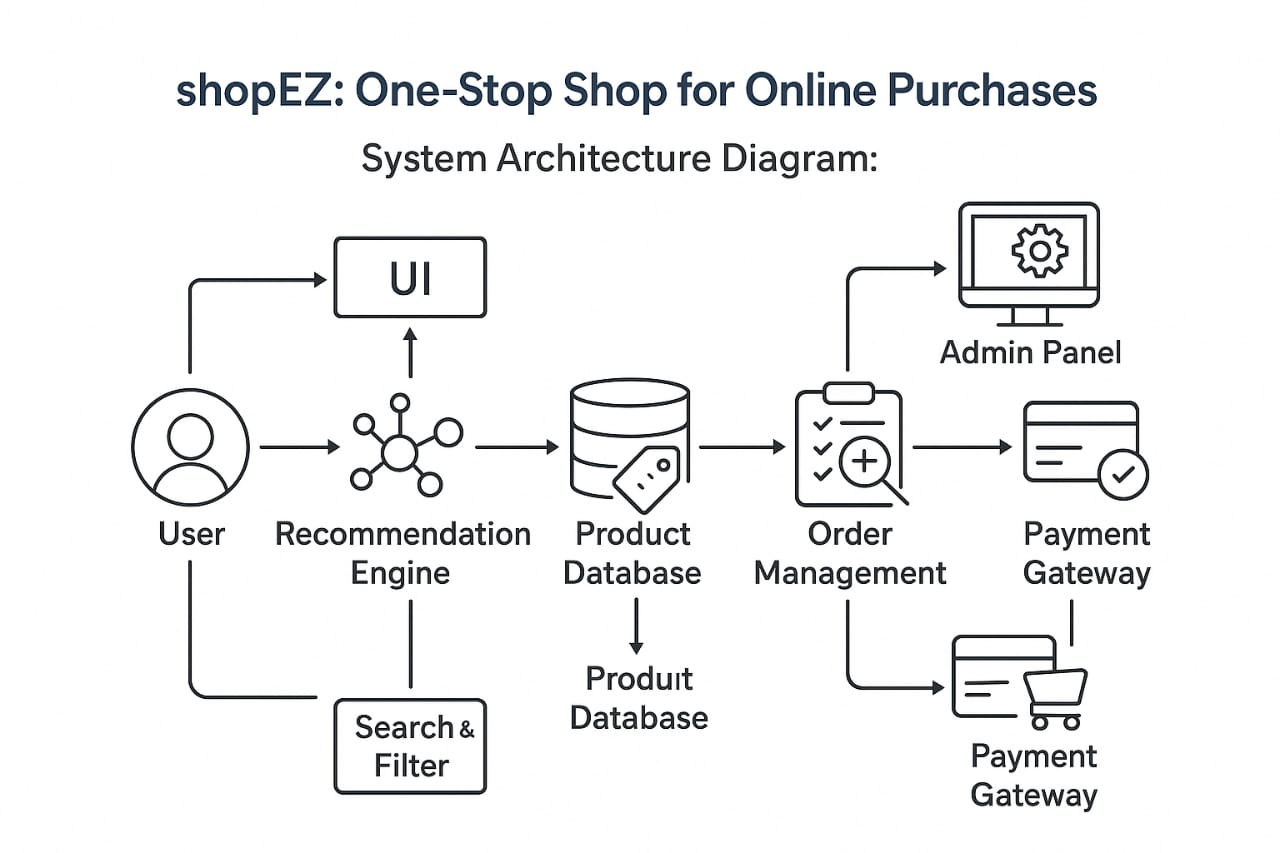 shopEZ: One-Stop Shop for Online Purchases
System Architecture Diagram:
UI
Admin Panel
User
Recommendation
Engine
Product
Database
Order
Management
Payment
Gateway
Search &
Filter
Produıt
Database
Payment
Gateway